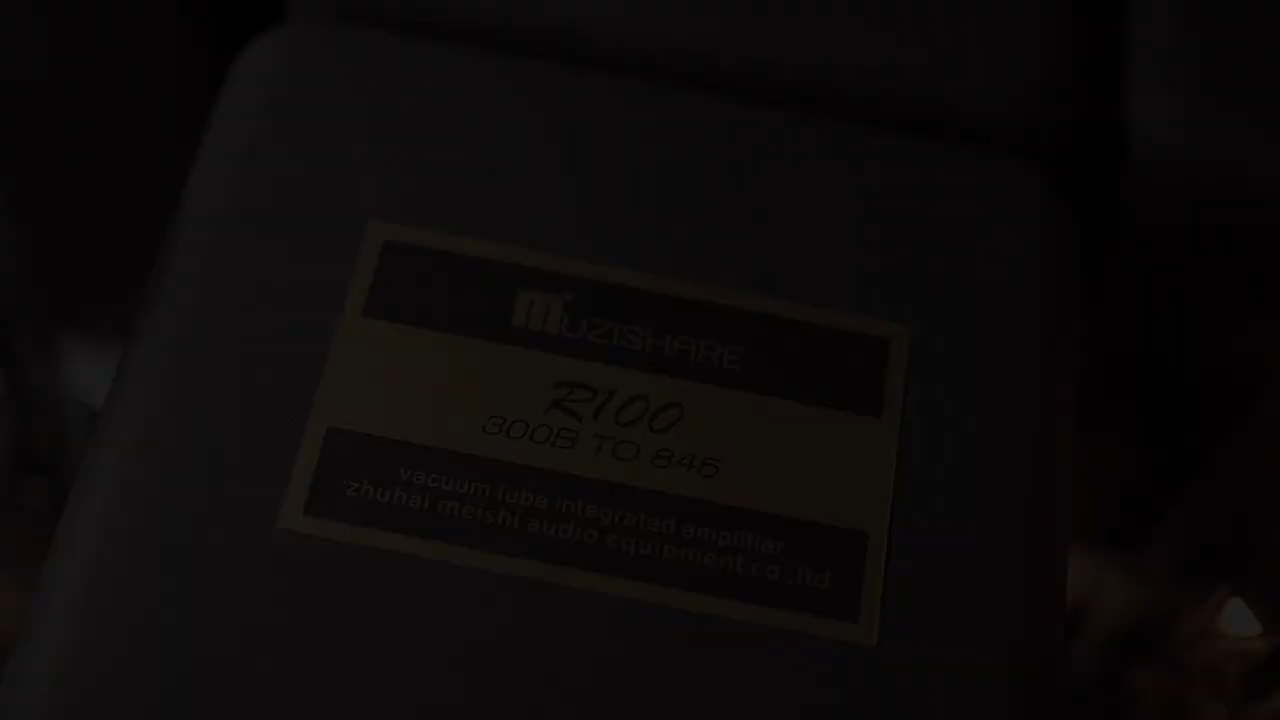 MUZISHARE
R100
300B TO 845
vacuum tube integrated amplifier
zhuhai meishi audio equipment co .,ltd